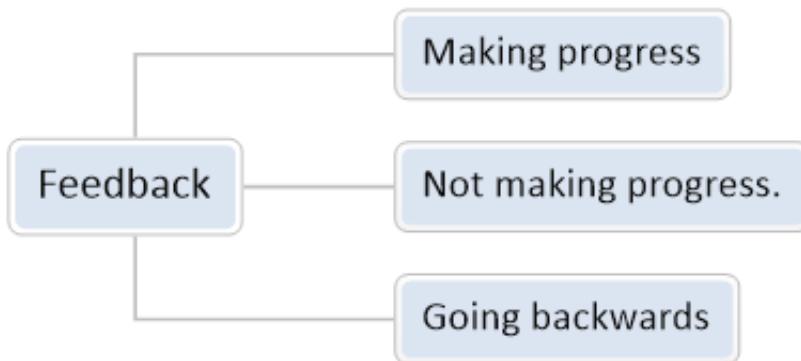 Making progress
Feedback
Not making progress.
Going backwards